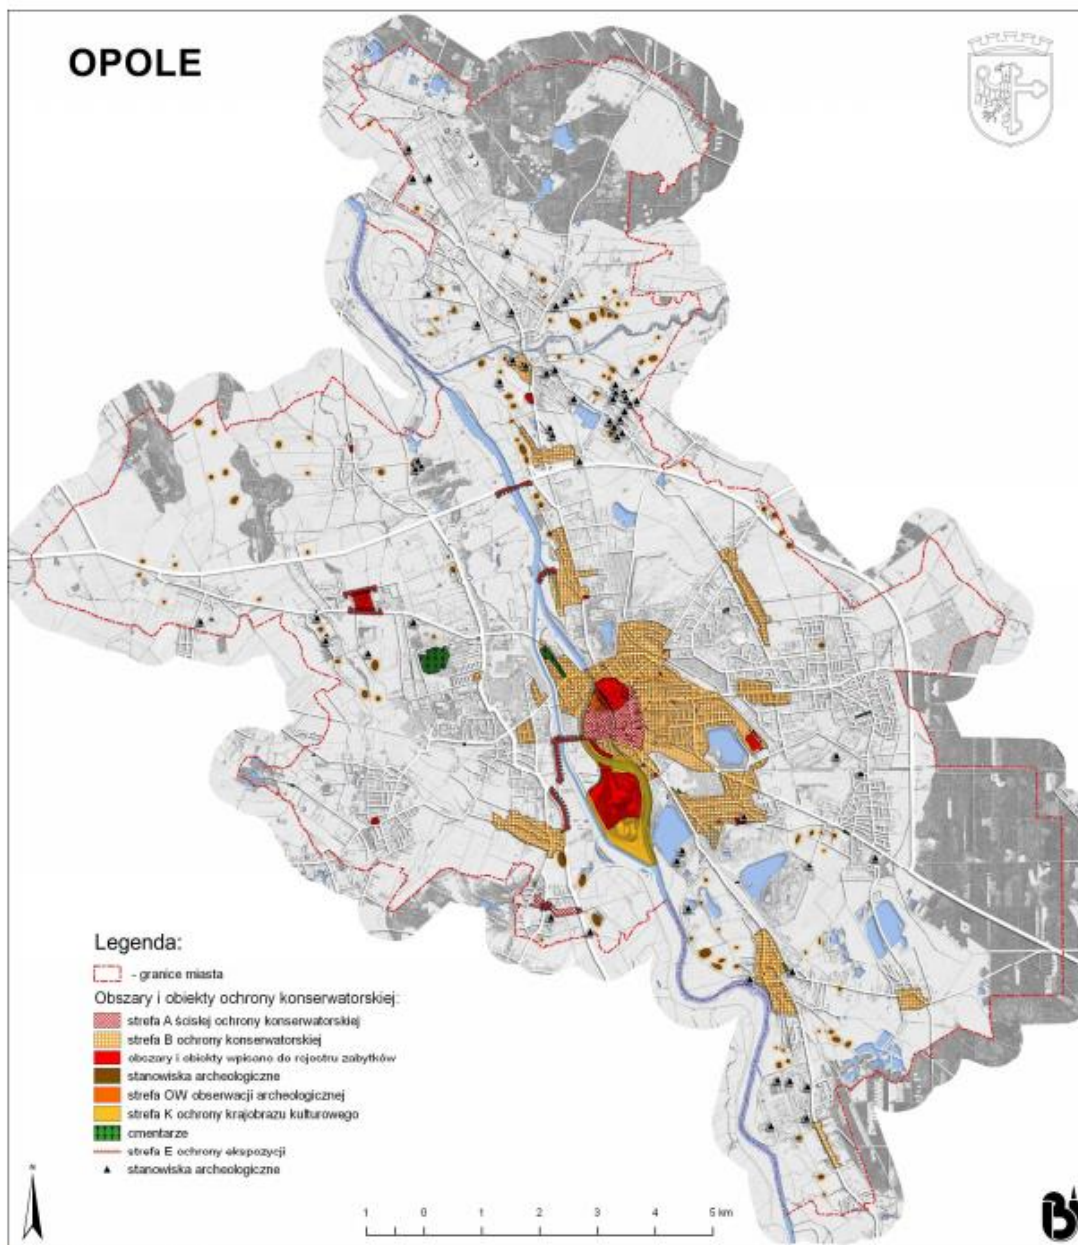 OPOLE
Legenda:
- granice miasta
Obszary i obiekty ochrony konserwatorskiej:
strefa A ścisłej ochrony konserwatorskiej
strefa B ochrony konserwatorskiej
obszary i obiekty wpisane do rejestru zabytków
stanowiska archeologiczne
strefa OW obserwacji archeologicznej
strefa K ochrony krajobrazu kulturowego
cmentarze
strefa E ochrony ekspozycji
stanowiska archeologiczne
N
1 0 1 2 3 4 5 km